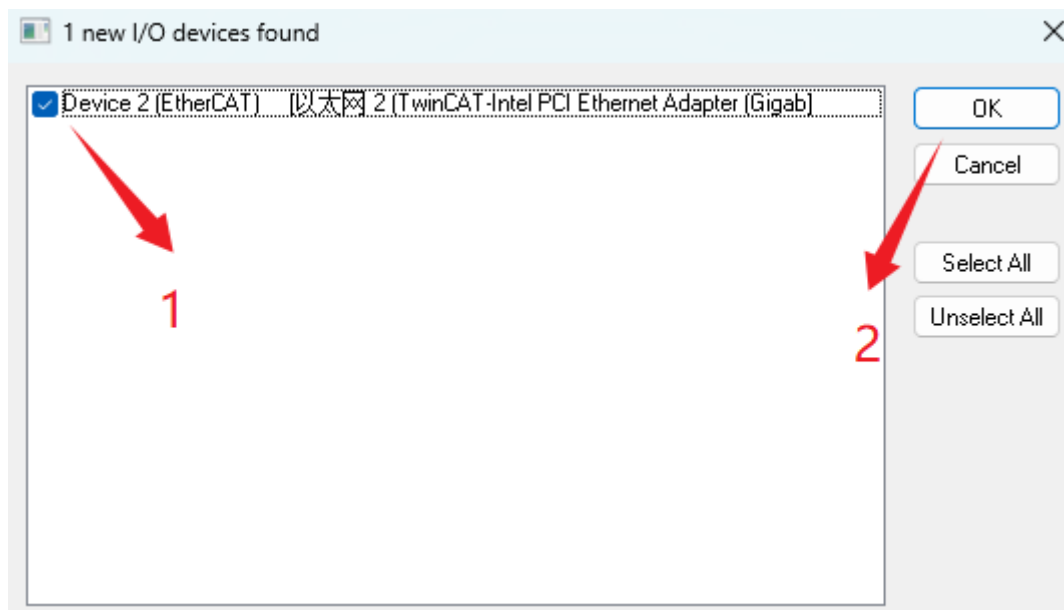 1 new I/O devices found
Device 2 (EtherCAT) [以太网 2 (TwinCAT-Intel PCI Ethernet Adapter (Gigab]
OK
Cancel
Select All
Unselect All
1
2